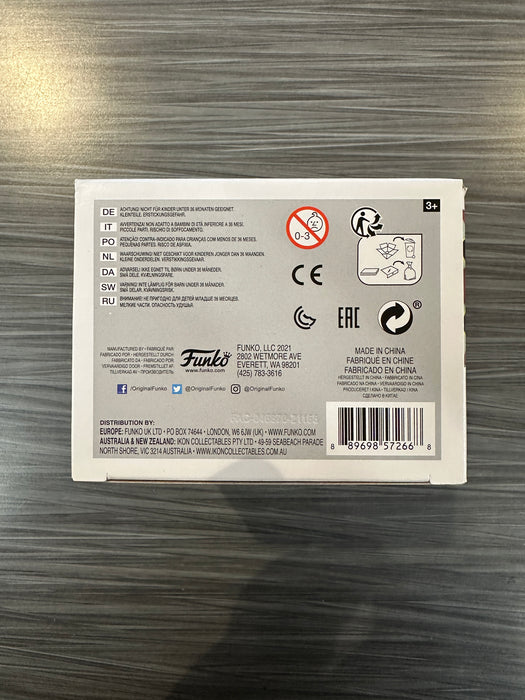 3+
DE ACHTUNG! NICHT FÜR KINDER UNTER 36 MONATEN GEEIGNET.
KLEINTEILE. ERSTICKUNGSGEFAHR.
IT AVVERTENZA! NON ADATTO A BAMBINI DI ETÀ INFERIORE A 36 MESI.
PICCOLE PARTI. RISCHIO DI SOFFOCAMENTO.
PO ATENÇÃO! CONTRA-INDICADO PARA CRIANÇAS COM MENOS DE 36 MESES.
PEQUENAS PARTES. RISCO DE ASFIXIA.
NL WAARSCHUWING! NIET GESCHIKT VOOR KINDEREN JONGER DAN 36 MAANDEN.
KLEINE ONDERDELEN. VERSTIKKINGSGEVAAR.
DA ADVARSEL! IKKE EGNET TIL BØRN UNDER 36 MÅNEDER.
SMÅ DELE. KVÆLNINGSFARE.
SW VARNING! INTE LÄMPLIG FÖR BARN UNDER 36 MÅNADER.
SMÅ DELAR. KVÄVNINGSRISK.
RU ВНИМАНИЕ! НЕ ПРИГОДНО ДЛЯ ДЕТЕЙ МЛАДШЕ 36 МЕСЯЦЕВ.
МЕЛКИЕ ЧАСТИ. ОПАСНОСТЬ УДУШЬЯ.
0-3
CE
EAC
MANUFACTURED BY • FABRIQUÉ PAR
FABRICADO POR • HERGESTELLT DURCH
FABBRICATO DA • FABRICADO POR
VERVAARDIGD DOOR • FREMSTILLET AF
TILLVERKAD AV • ПРОИЗВОДИТЕЛЬ
Funko
www.funko.com
FUNKO, LLC 2021
2802 WETMORE AVE
EVERETT, WA 98201
(425) 783-3616
/OriginalFunko @OriginalFunko @OriginalFunko
MADE IN CHINA
FABRIQUÉ EN CHINE
FABRICADO EN CHINA
HERGESTELLT IN CHINA • FABBRICATO IN CINA
FABRICADO NA CHINA • VERVAARDIGD IN CHINA
PRODUCERET I KINA • TILLVERKAD I KINA
СДЕЛАНО В КИТАЕ
DISTRIBUTION BY:
EUROPE: FUNKO UK LTD • PO BOX 74644 • LONDON, W6 6JW (UK) • WWW.FUNKO.COM
AUSTRALIA & NEW ZEALAND: IKON COLLECTABLES PTY LTD • 49-59 SEABEACH PARADE
NORTH SHORE, VIC 3214 AUSTRALIA • WWW.IKONCOLLECTABLES.COM.AU
8 89698 57266 8